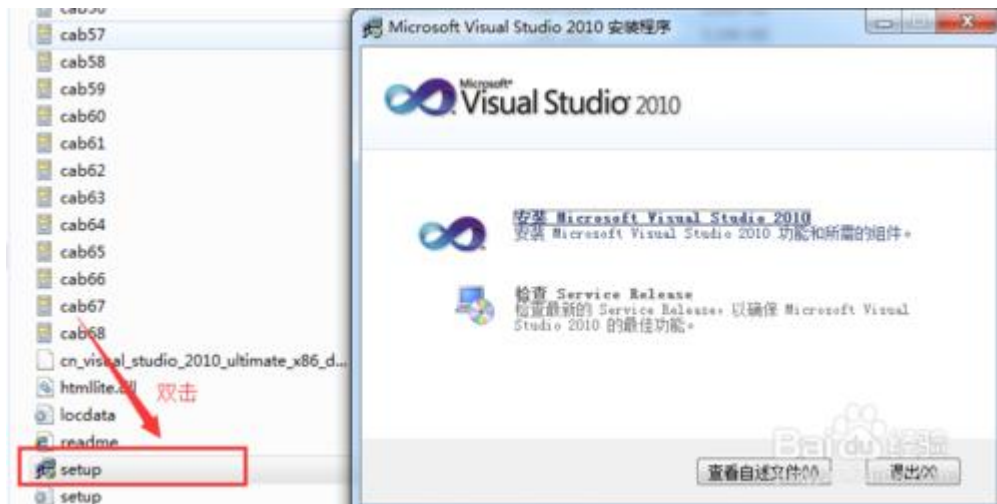 cab57
cab58
cab59
cab60
cab61
cab62
cab63
cab64
cab65
cab66
cab67
cab68
cn_visual_studio_2010_ultimate_x86_d...
htmllite.dll
双击
locdata
readme
setup
setup
Microsoft Visual Studio 2010 安装程序
Microsoft®
Visual Studio 2010
安装 Microsoft Visual Studio 2010
安装 Microsoft Visual Studio 2010 功能和所需的组件。
检查 Service Release
检查最新的 Service Release，以确保 Microsoft Visual
Studio 2010 的最佳功能。
Baidu 经验
查看自述文件(V)
退出(X)